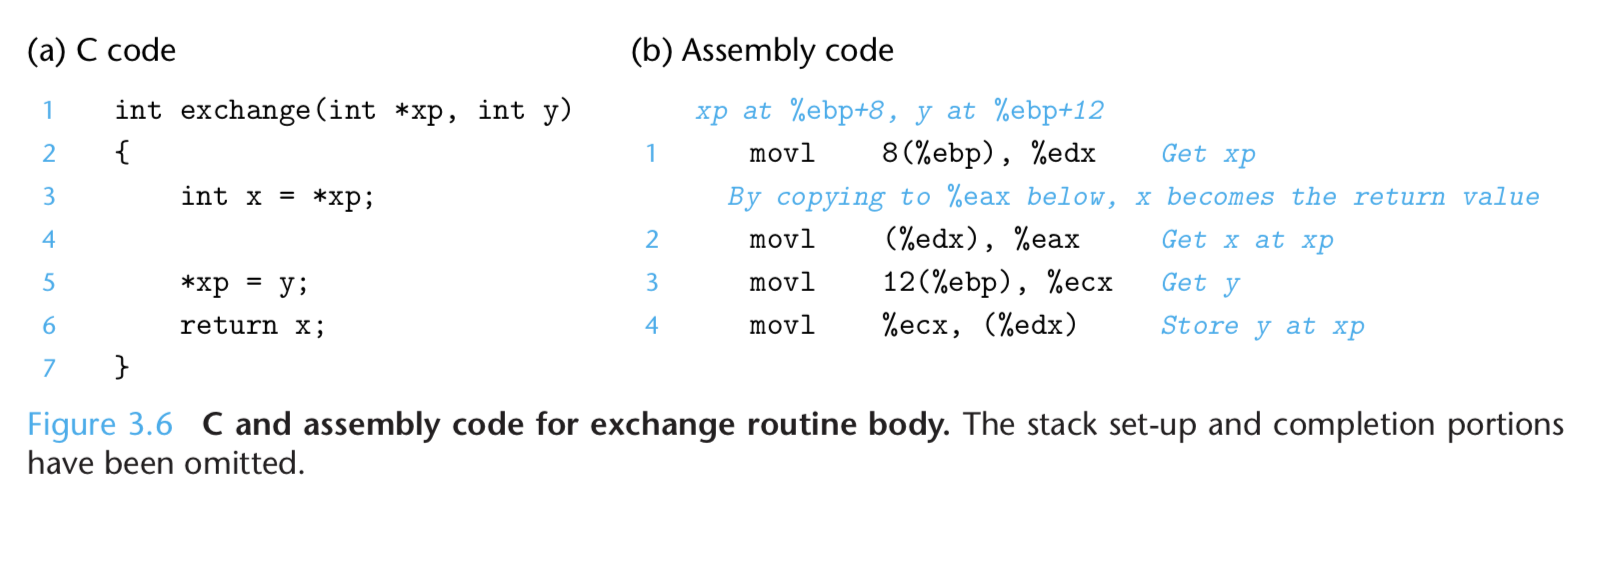 (a) C code
1 int exchange(int *xp, int y)
2 {
3 int x = *xp;
4
5 *xp = y;
6 return x;
7 }
(b) Assembly code
xp at %ebp+8, y at %ebp+12
1 movl 8(%ebp), %edx Get xp
By copying to %eax below, x becomes the return value
2 movl (%edx), %eax Get x at xp
3 movl 12(%ebp), %ecx Get y
4 movl %ecx, (%edx) Store y at xp
Figure 3.6 C and assembly code for exchange routine body. The stack set-up and completion portions
have been omitted.